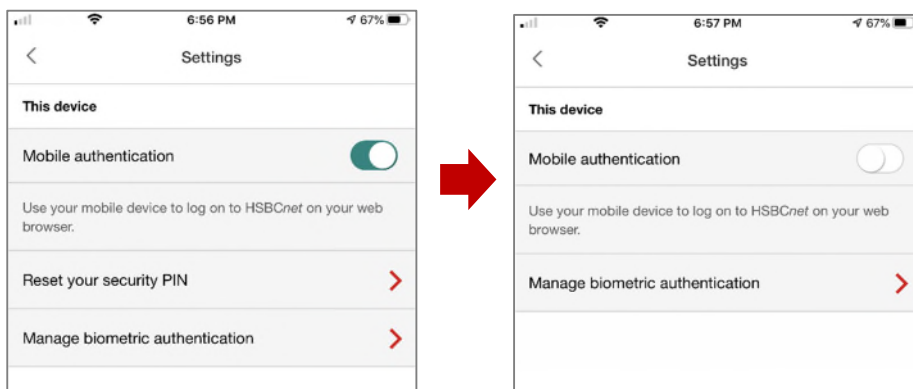 6:56 PM
67%
Settings
This device
Mobile authentication
Use your mobile device to log on to HSBCnet on your web
browser.
Reset your security PIN
Manage biometric authentication
6:57 PM
67%
Settings
This device
Mobile authentication
Use your mobile device to log on to HSBCnet on your web
browser.
Manage biometric authentication